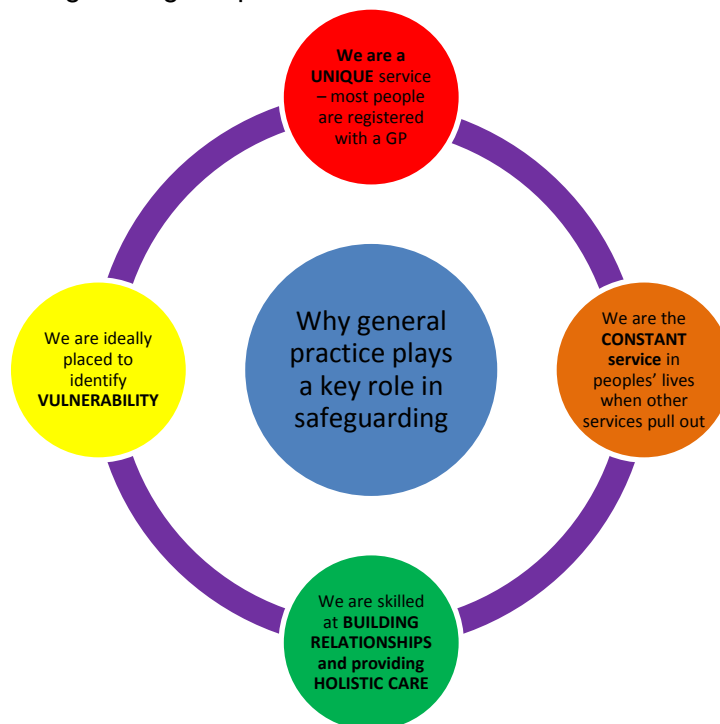 We are a
UNIQUE service
– most people
are registered
with a GP
Why general
practice plays
a key role in
safeguarding
We are the
CONSTANT
service in
peoples' lives
when other
services pull out
We are skilled
at BUILDING
RELATIONSHIPS
and providing
HOLISTIC CARE
We are ideally
placed to
identify
VULNERABILITY